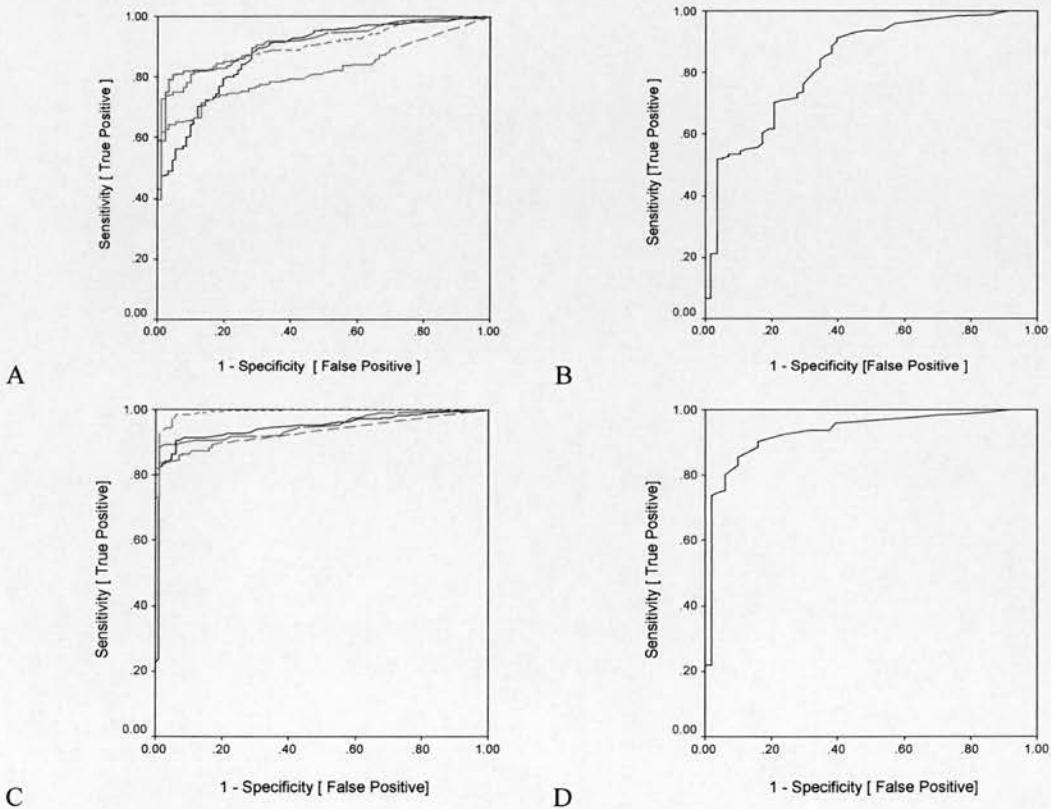 1.00
.80
.60
.40
.20
0.00
0.00 .20 .40 .60 .80 1.00
Sensitivity [ True Positive ]
1 - Specificity [ False Positive ]
A
1.00
.80
.60
.40
.20
0.00
0.00 .20 .40 .60 .80 1.00
Sensitivity [True Positive ]
1 - Specificity [False Positive ]
B
1.00
.80
.60
.40
.20
0.00
0.00 .20 .40 .60 .80 1.00
Sensitivity [ True Positive]
1 - Specificity [ False Positive]
C
1.00
.80
.60
.40
.20
0.00
0.00 .20 .40 .60 .80 1.00
Sensitivity [ True Positive]
1 - Specificity [ False Positive]
D